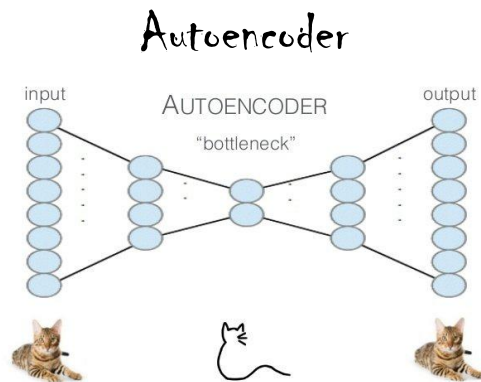 Autoencoder
input
AUTOENCODER
output
“bottleneck”